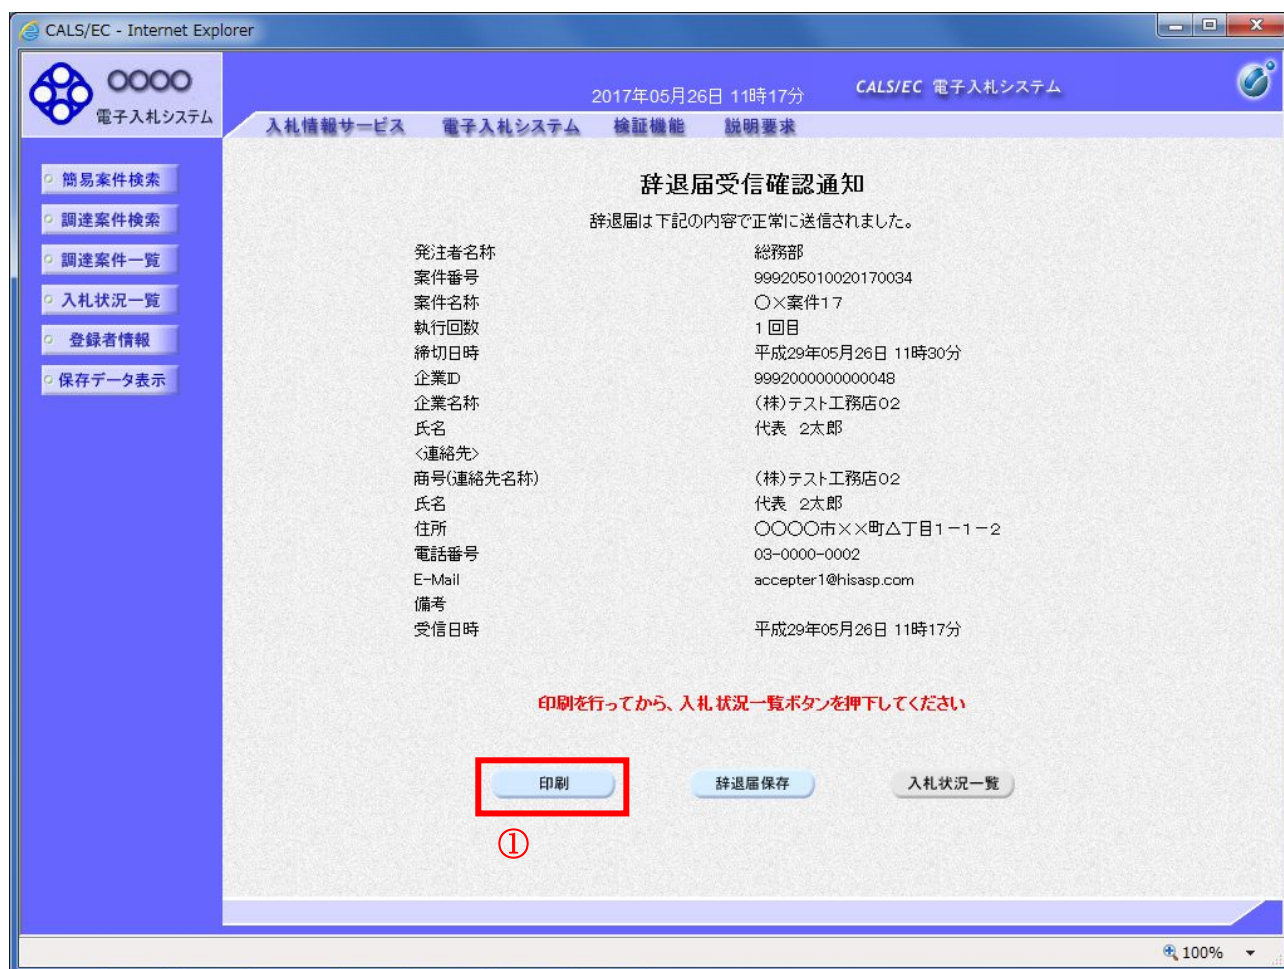 CALS/EC - Internet Explorer
〇〇〇〇
電子入札システム
2017年05月26日 11時17分
CALS/EC 電子入札システム
入札情報サービス 電子入札システム 検証機能 説明要求
簡易案件検索
調達案件検索
調達案件一覧
入札状況一覧
登録者情報
保存データ表示
辞退届受信確認通知
辞退届は下記の内容で正常に送信されました。
発注者名称 総務部
案件番号 999205010020170034
案件名称 〇×案件17
執行回数 1回目
締切日時 平成29年05月26日 11時30分
企業ID 9992000000000048
企業名称 (株)テスト工務店02
氏名 代表 2太郎
<連絡先>
商号(連絡先名称) (株)テスト工務店02
氏名 代表 2太郎
住所 〇〇〇〇市××町△丁目1-1-2
電話番号 03-0000-0002
E-Mail accepter1@hisasp.com
備考
受信日時 平成29年05月26日 11時17分
印刷を行ってから、入札状況一覧ボタンを押下してください
印刷 辞退届保存 入札状況一覧
①
100%